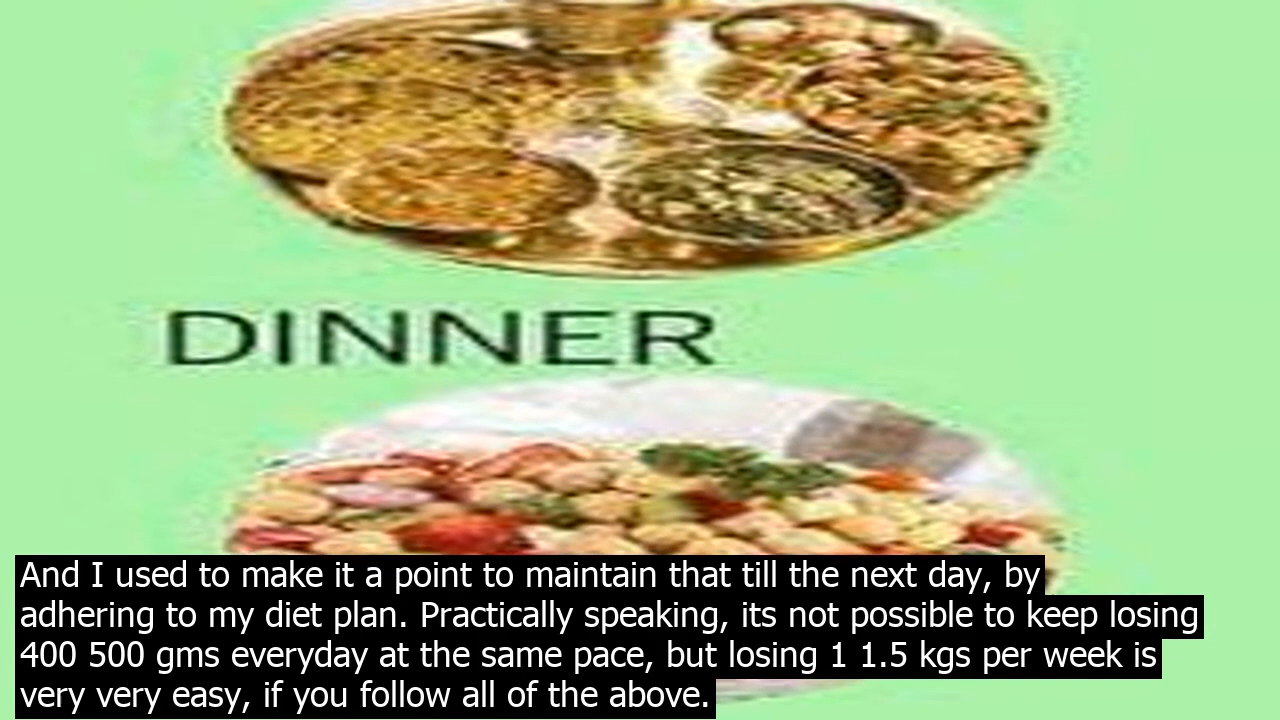 DINNER
And I used to make it a point to maintain that till the next day, by
adhering to my diet plan. Practically speaking, its not possible to keep losing
400 500 gms everyday at the same pace, but losing 1 1.5 kgs per week is
very very easy, if you follow all of the above.